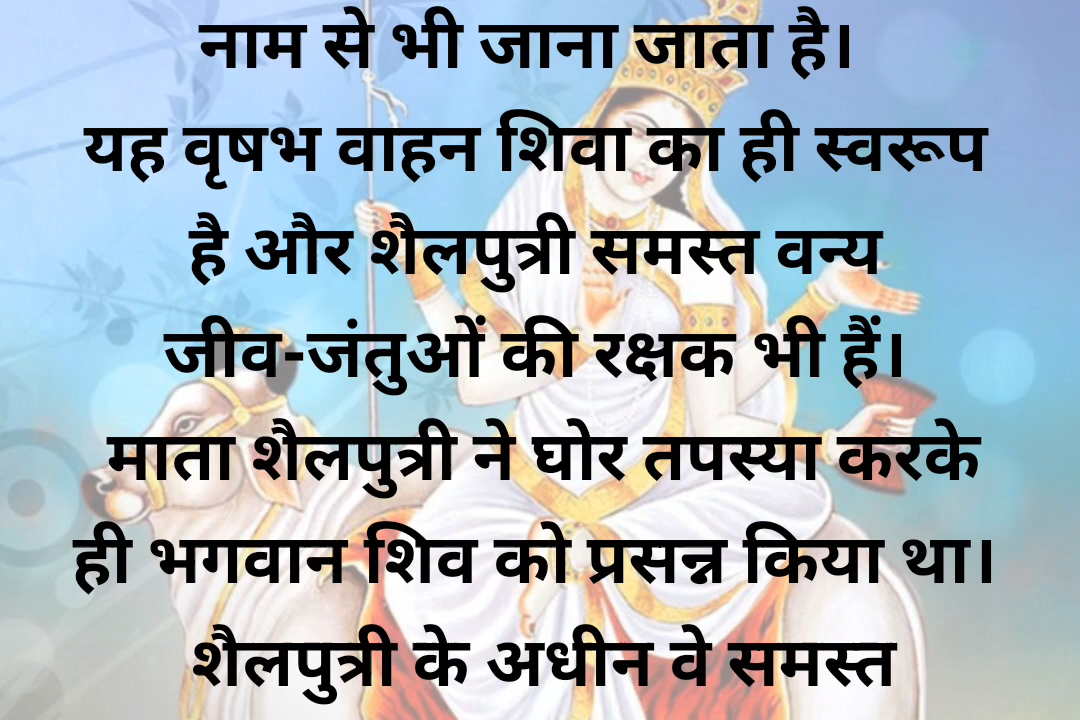 नाम से भी जाना जाता है।
यह वृषभ वाहन शिवा का ही स्वरूप
है और शैलपुत्री समस्त वन्य
जीव-जंतुओं की रक्षक भी हैं।
माता शैलपुत्री ने घोर तपस्या करके
ही भगवान शिव को प्रसन्न किया था।
शैलपुत्री के अधीन वे समस्त